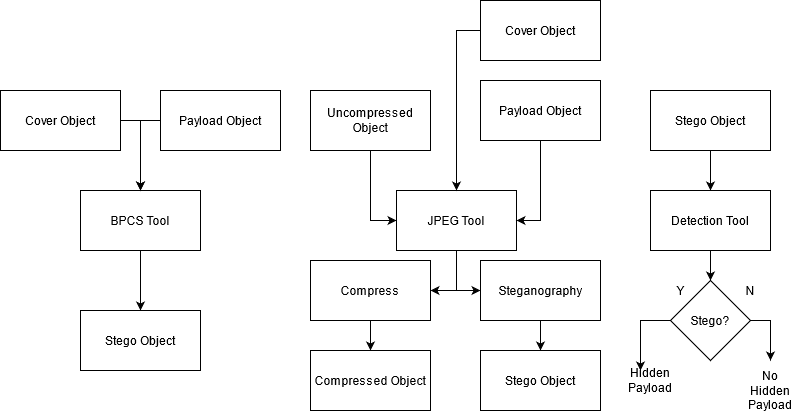 Cover Object
Cover Object
Payload Object
Uncompressed
Object
Payload Object
Stego Object
BPCS Tool
JPEG Tool
Detection Tool
Compress
Steganography
Y
N
Stego?
Stego Object
Compressed Object
Stego Object
Hidden
Payload
No
Hidden
Payload